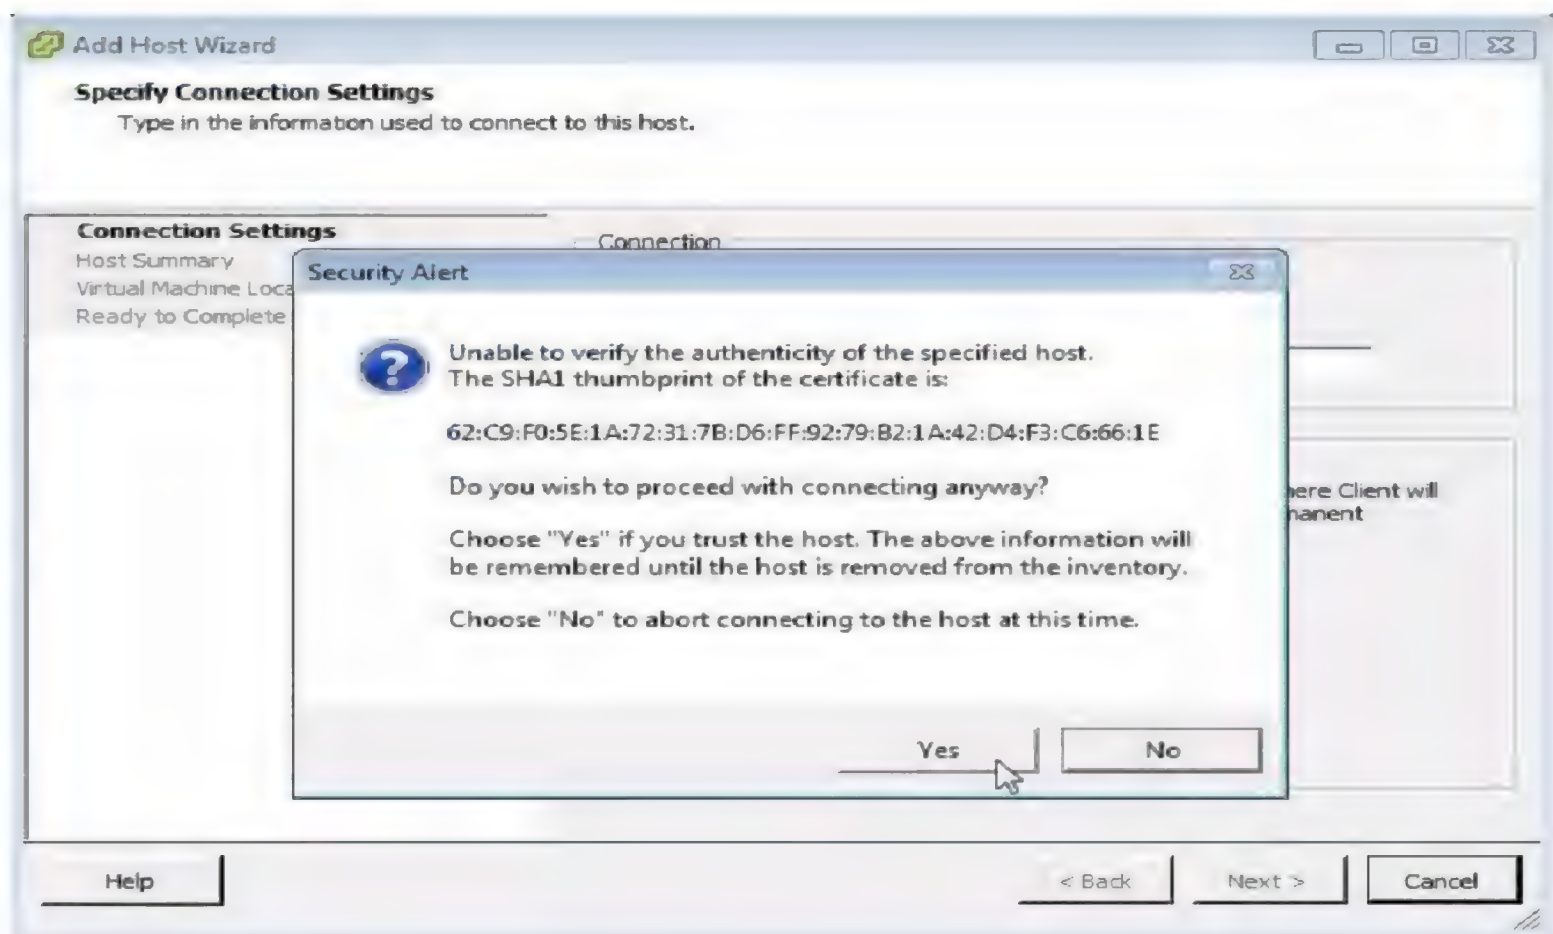 Add Host Wizard
Specify Connection Settings
Type in the information used to connect to this host.
Connection Settings
Host Summary
Virtual Machine Loca
Ready to Complete
Connection
Security Alert
Unable to verify the authenticity of the specified host.
The SHA1 thumbprint of the certificate is:
62:C9:F0:5E:1A:72:31:7B:D6:FF:92:79:B2:1A:42:D4:F3:C6:66:1E
Do you wish to proceed with connecting anyway?
Choose "Yes" if you trust the host. The above information will
be remembered until the host is removed from the inventory.
Choose "No" to abort connecting to the host at this time.
Yes
No
here Client will
manent
Help
< Back
Next >
Cancel